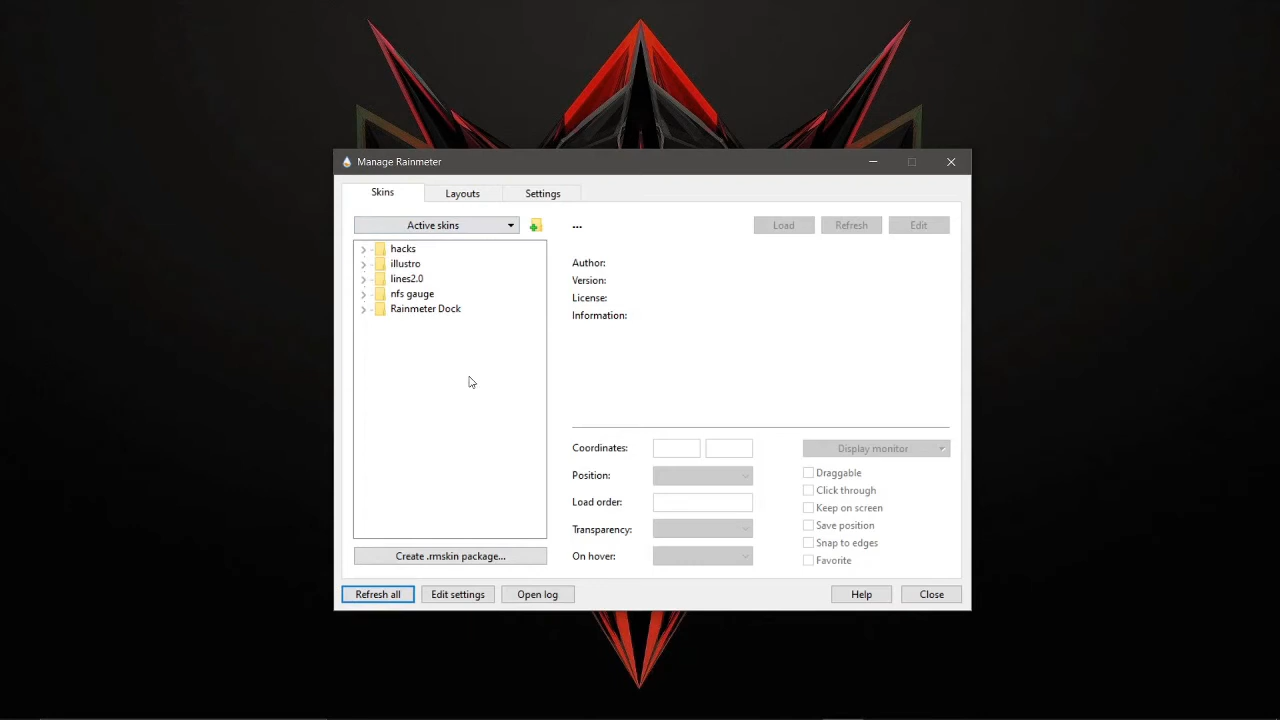 Manage Rainmeter
Skins Layouts Settings
Active skins ... Load Refresh Edit
hacks
illustro
lines2.0
nfs gauge
Rainmeter Dock
Author:
Version:
License:
Information:
Coordinates: Display monitor
Position: Draggable
Click through
Load order: Keep on screen
Transparency: Save position
Snap to edges
On hover: Favorite
Create .rmskin package...
Refresh all Edit settings Open log Help Close